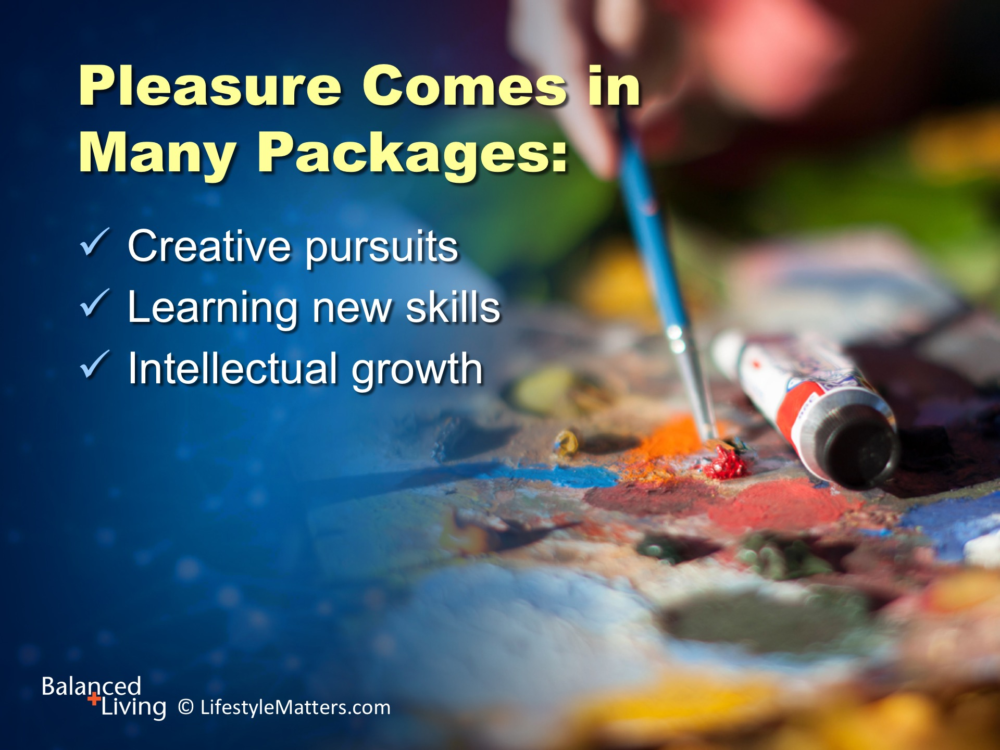 Pleasure Comes in
Many Packages:
✓ Creative pursuits
✓ Learning new skills
✓ Intellectual growth
Balanced
Living © LifestyleMatters.com